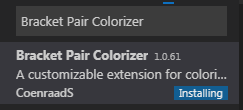 Bracket Pair Colorizer
Bracket Pair Colorizer 1.0.61
A customizable extension for colori...
CoenraadS Installing